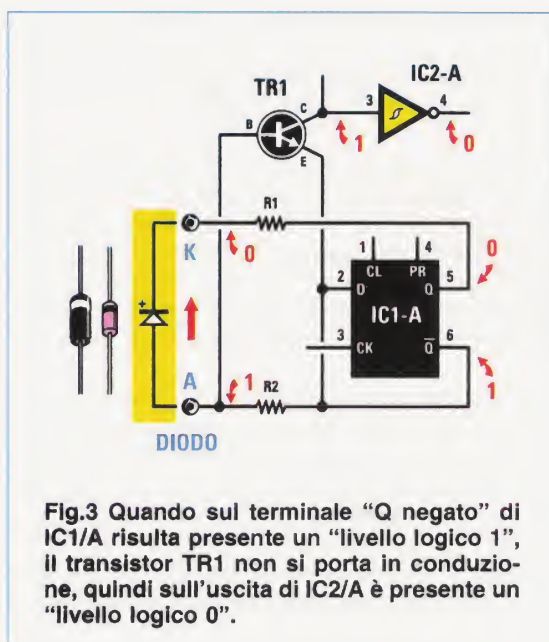 IC2-A
TR1
C
3
4
B
1
0
E
R1
K
0
1
4
0
CL
PR
2
D
Q
5
IC1-A
3
CK
Q
6
A
1
R2
1
DIODO
Fig.3 Quando sul terminale “Q negato” di
IC1/A risulta presente un “livello logico 1”,
il transistor TR1 non si porta in conduzio-
ne, quindi sull’uscita di IC2/A è presente un
“livello logico 0”.